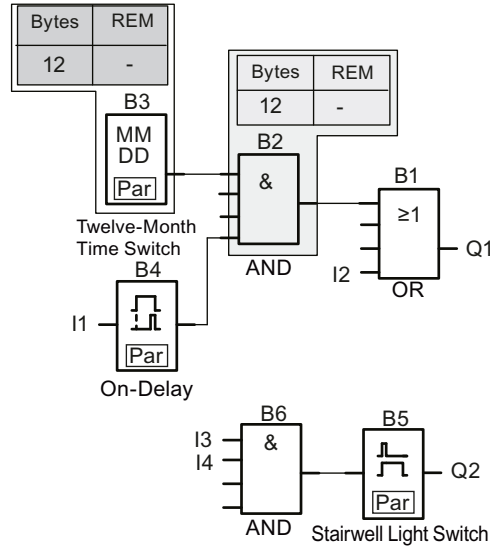 Bytes REM
12 -
B3
MM
DD
Par
Twelve-Month
Time Switch
Bytes REM
12 -
B2
&
AND
B1
≥1
Q1
I2
OR
B4
I1
Par
On-Delay
B6
I3
&
I4
AND
B5
Q2
Par
Stairwell Light Switch